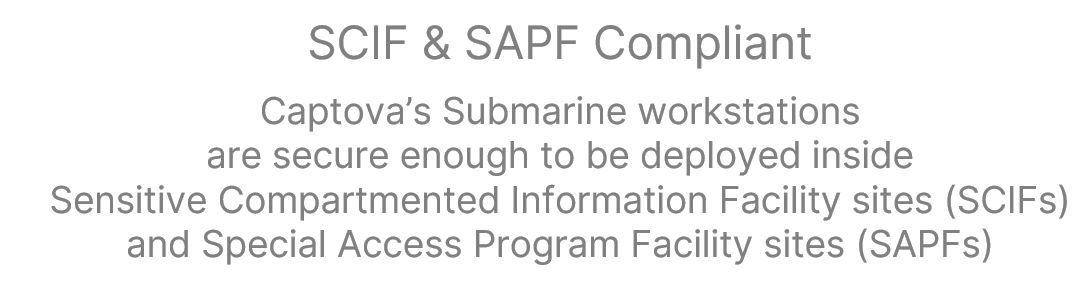 SCIF & SAPF Compliant
Captova’s Submarine workstations
are secure enough to be deployed inside
Sensitive Compartmented Information Facility sites (SCIFs)
and Special Access Program Facility sites (SAPFs)